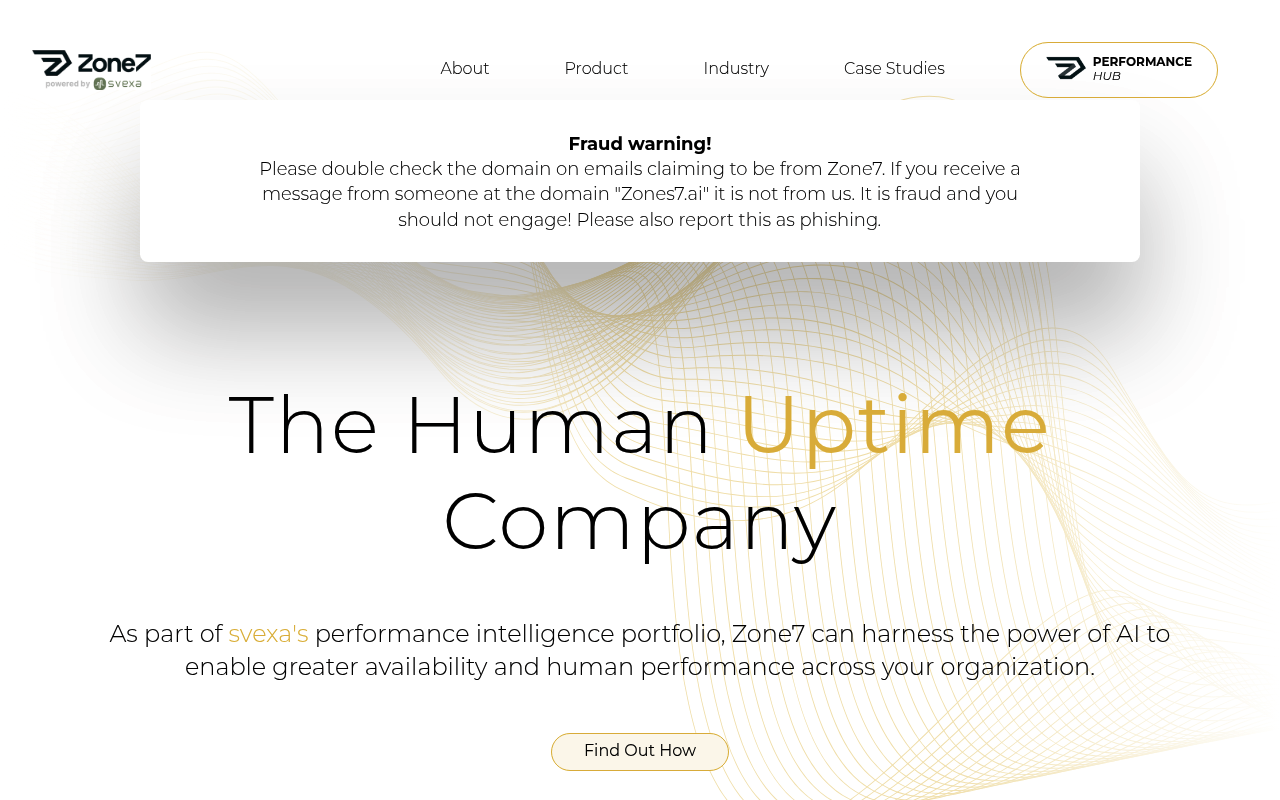 Zone7
powered by svexa
About
Product
Industry
Case Studies
PERFORMANCE
HUB
Fraud warning!
Please double check the domain on emails claiming to be from Zone7. If you receive a
message from someone at the domain "Zones7.ai" it is not from us. It is fraud and you
should not engage! Please also report this as phishing.
The Human Uptime
Company
As part of svexa's performance intelligence portfolio, Zone7 can harness the power of AI to
enable greater availability and human performance across your organization.
Find Out How